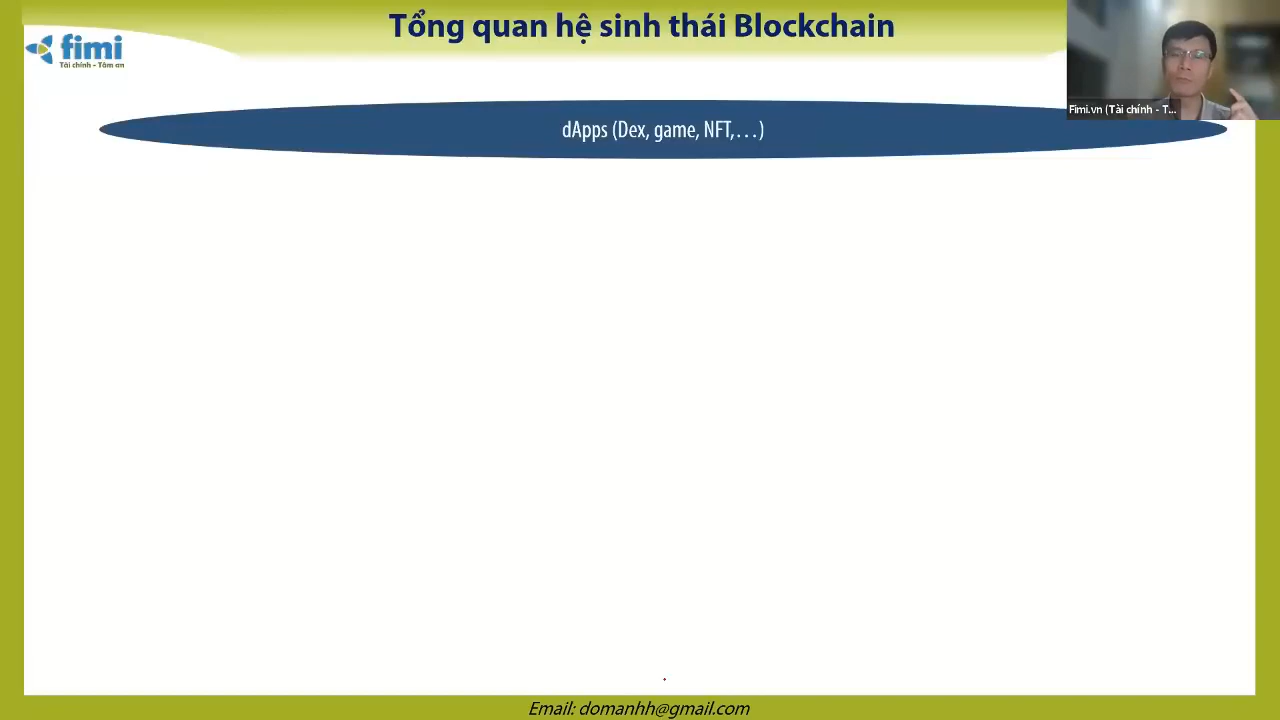 Tổng quan hệ sinh thái Blockchain
fimi
Tài chính - Tâm an
Fimi.vn (Tài chính - T...
dApps (Dex, game, NFT,…)
Email: domanhh@gmail.com